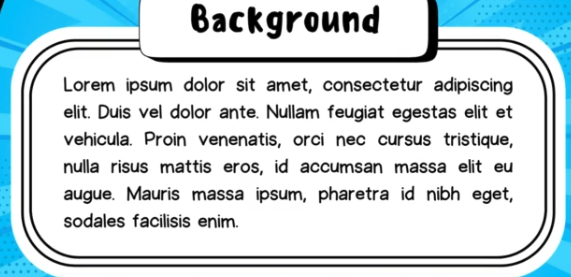 Background
Lorem ipsum dolor sit amet, consectetur adipiscing
elit. Duis vel dolor ante. Nullam feugiat egestas elit et
vehicula. Proin venenatis, orci nec cursus tristique,
nulla risus mattis eros, id accumsan massa elit eu
augue. Mauris massa ipsum, pharetra id nibh eget,
sodales facilisis enim.